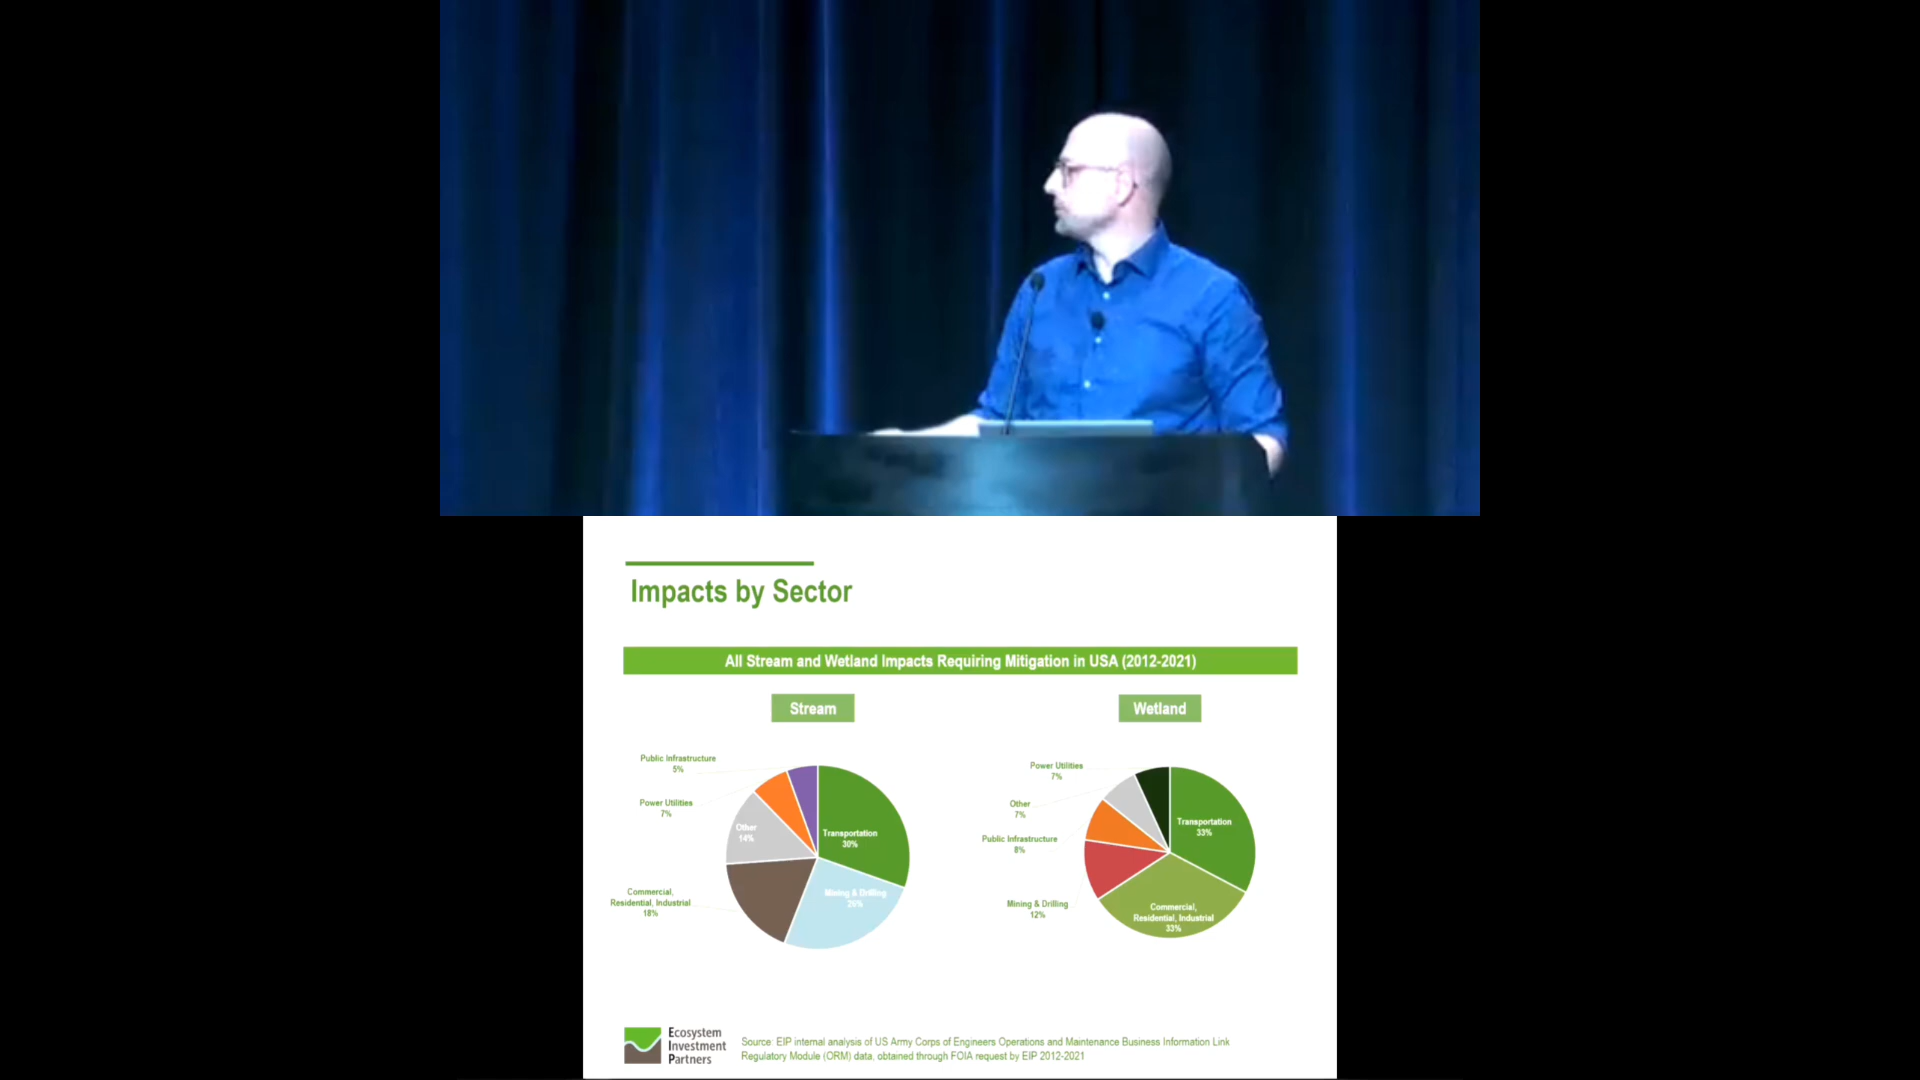 Impacts by Sector
All Stream and Wetland Impacts Requiring Mitigation in USA (2012-2021)
Stream
Public Infrastructure
5%
Power Utilities
7%
Other
14%
Commercial,
Residential, Industrial
18%
Transportation
30%
Mining & Drilling
26%
Wetland
Power Utilities
7%
Other
7%
Public Infrastructure
8%
Mining & Drilling
12%
Transportation
33%
Commercial,
Residential, Industrial
33%
Ecosystem
Investment
Partners
Source: EIP internal analysis of US Army Corps of Engineers Operations and Maintenance Business Information Link
Regulatory Module (ORM) data, obtained through FOIA request by EIP 2012-2021